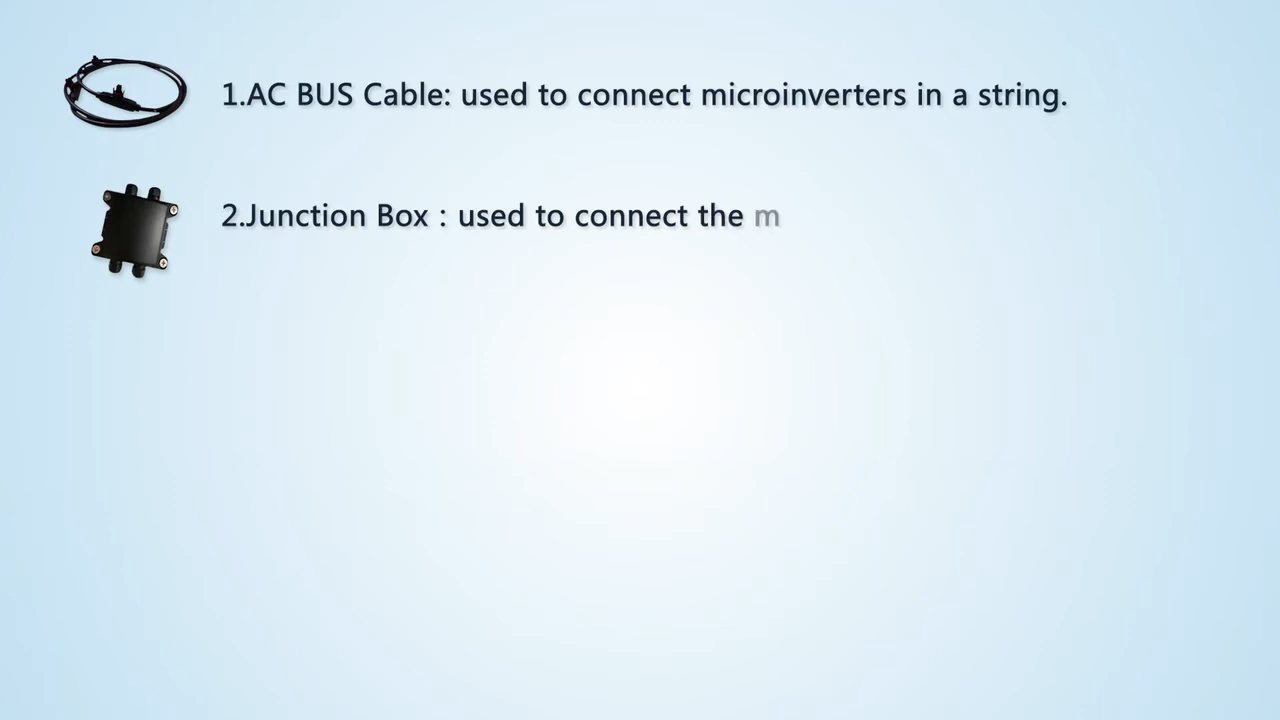 1.AC BUS Cable: used to connect microinverters in a string.
2.Junction Box : used to connect the m